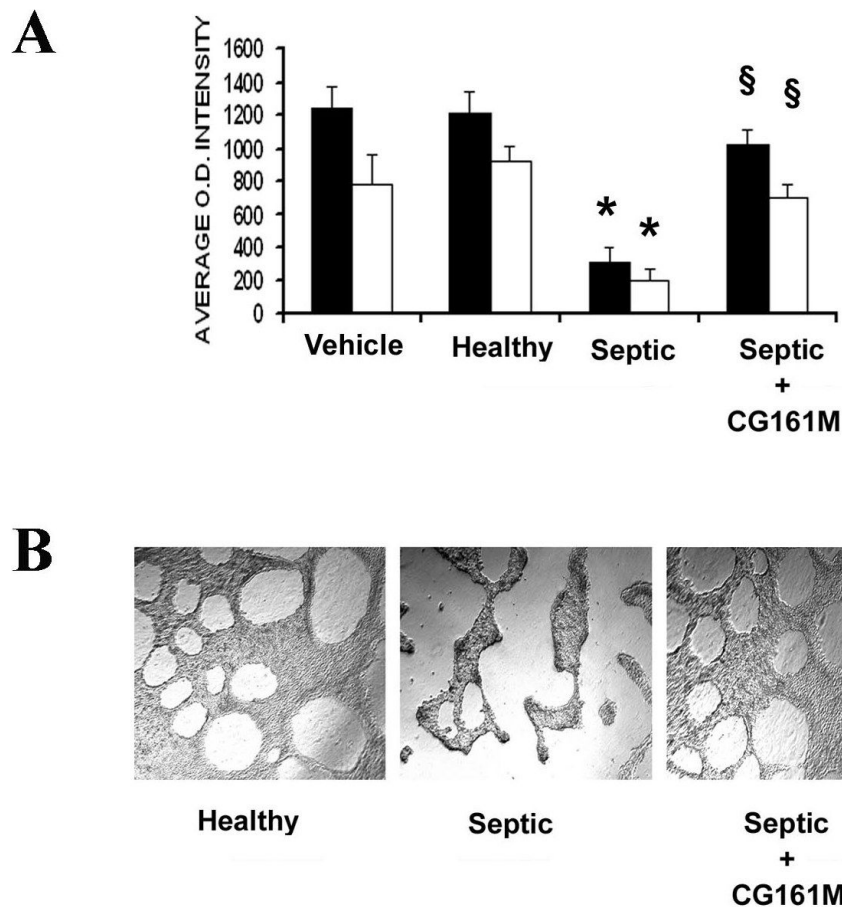 A
AVERAGE O.D. INTENSITY
1600
1400
1200
1000
800
600
400
200
0
* * § §
Vehicle Healthy Septic Septic
+
CG161M
B
Healthy Septic Septic
+
CG161M